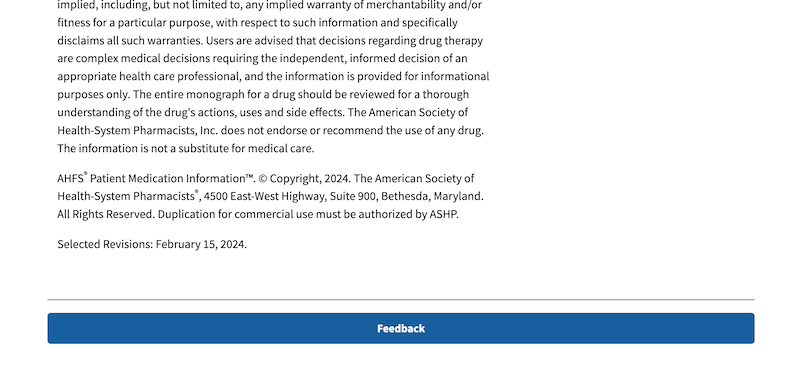 implied, including, but not limited to, any implied warranty of merchantability and/or
fitness for a particular purpose, with respect to such information and specifically
disclaims all such warranties. Users are advised that decisions regarding drug therapy
are complex medical decisions requiring the independent, informed decision of an
appropriate health care professional, and the information is provided for informational
purposes only. The entire monograph for a drug should be reviewed for a thorough
understanding of the drug's actions, uses and side effects. The American Society of
Health-System Pharmacists, Inc. does not endorse or recommend the use of any drug.
The information is not a substitute for medical care.
AHFS® Patient Medication Information™. © Copyright, 2024. The American Society of
Health-System Pharmacists®, 4500 East-West Highway, Suite 900, Bethesda, Maryland.
All Rights Reserved. Duplication for commercial use must be authorized by ASHP.
Selected Revisions: February 15, 2024.
Feedback